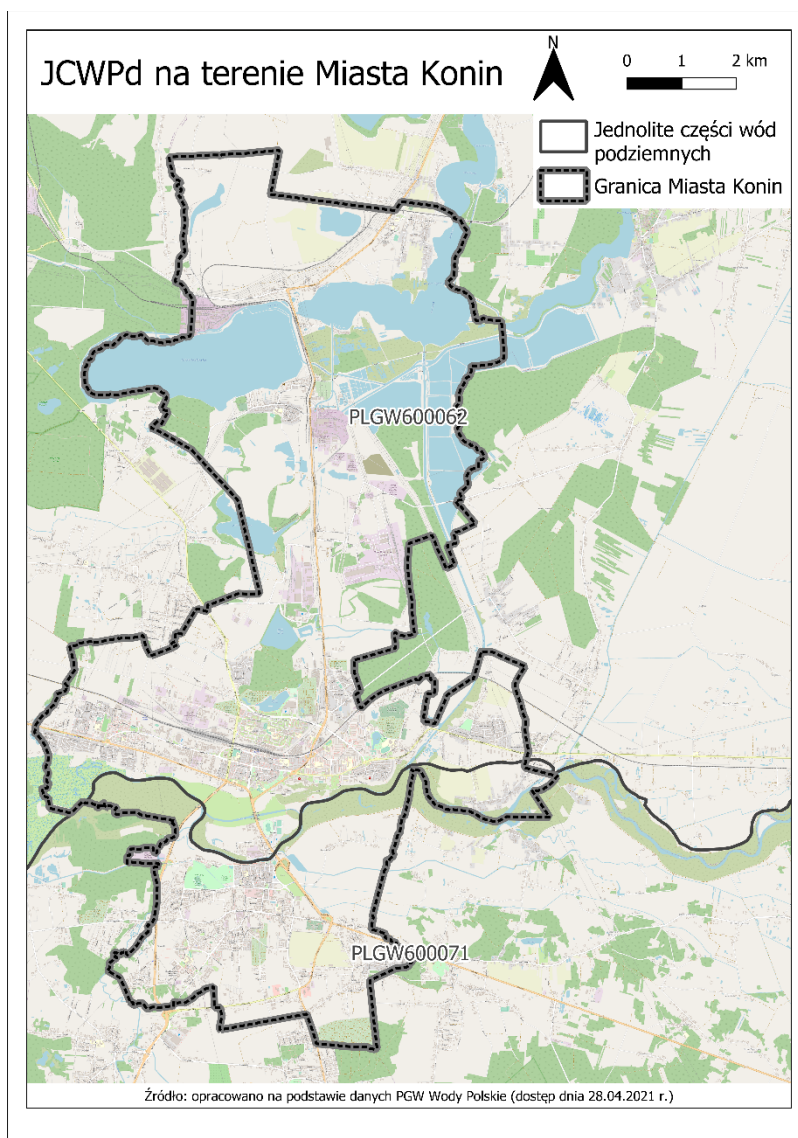 JCWPd na terenie Miasta Konin
N
0 1 2 km
Jednolite części wód
podziemnych
Granica Miasta Konin
PLGW600062
PLGW600071
Źródło: opracowano na podstawie danych PGW Wody Polskie (dostęp dnia 28.04.2021 r.)